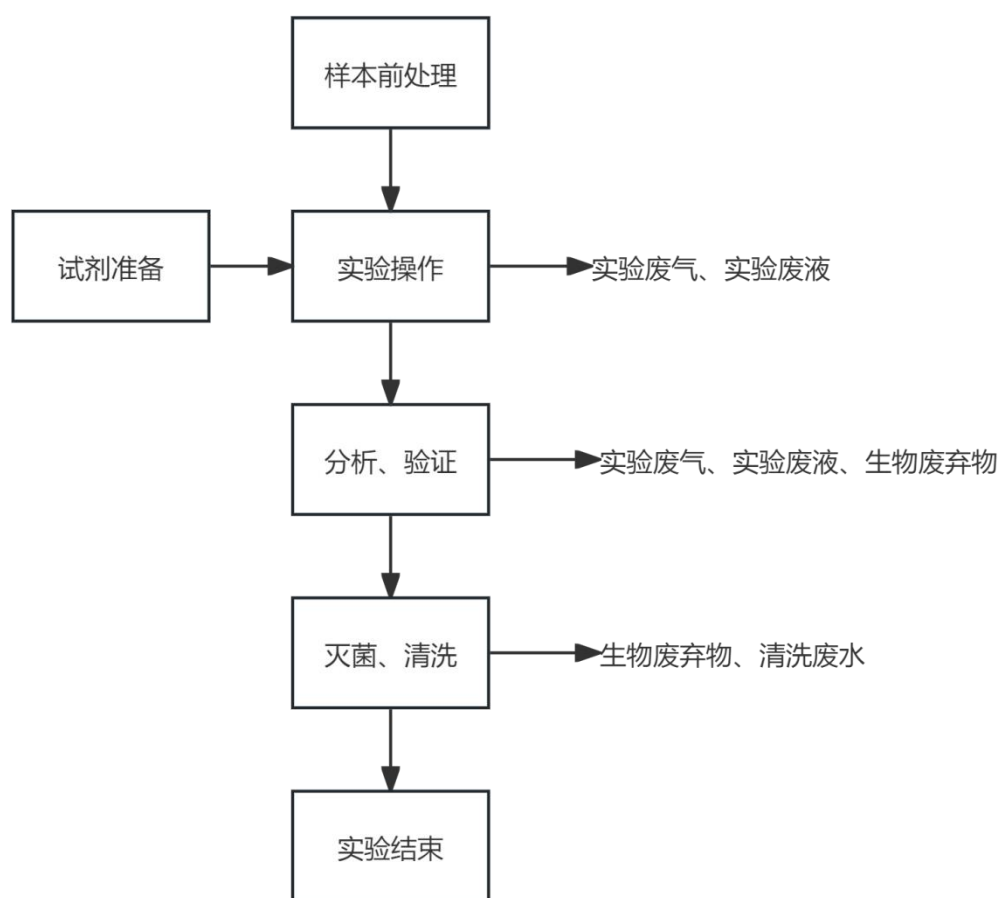 样本前处理
试剂准备
实验操作
实验废气、实验废液
分析、验证
实验废气、实验废液、生物废弃物
灭菌、清洗
生物废弃物、清洗废水
实验结束